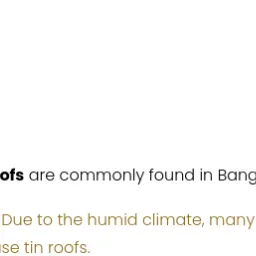 ofs are commonly found in Bang
Due to the humid climate, many
se tin roofs.